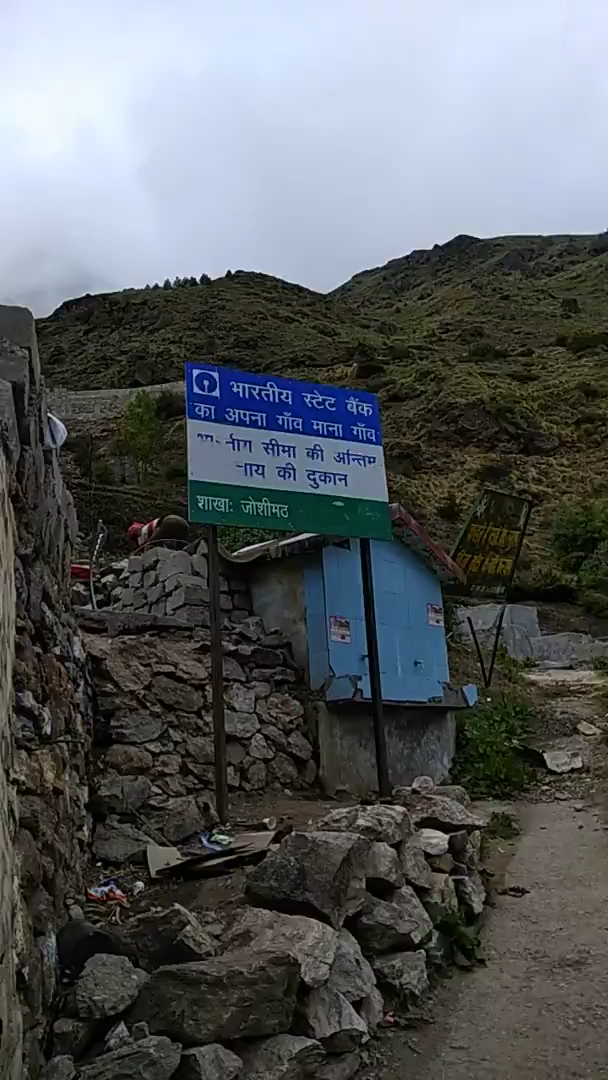 भारतीय स्टेट बैंक
का अपना गाँव माना गाँव
सीमा की अन्तिम
की दुकान
शाखाः जोशीमठ